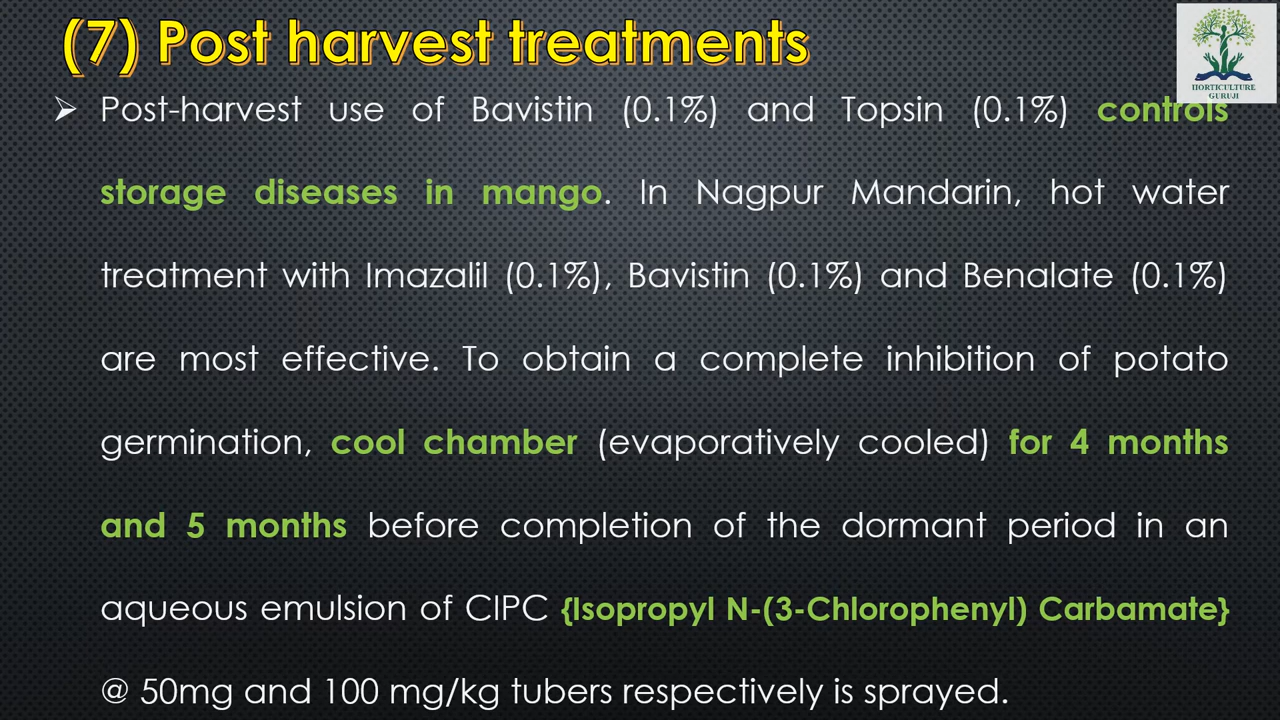 (7) Post harvest treatments
HORTICULTURE
GURUJI
➢ Post-harvest use of Bavistin (0.1%) and Topsin (0.1%) controls
storage diseases in mango. In Nagpur Mandarin, hot water
treatment with Imazalil (0.1%), Bavistin (0.1%) and Benalate (0.1%)
are most effective. To obtain a complete inhibition of potato
germination, cool chamber (evaporatively cooled) for 4 months
and 5 months before completion of the dormant period in an
aqueous emulsion of CIPC {Isopropyl N-(3-Chlorophenyl) Carbamate}
@ 50mg and 100 mg/kg tubers respectively is sprayed.